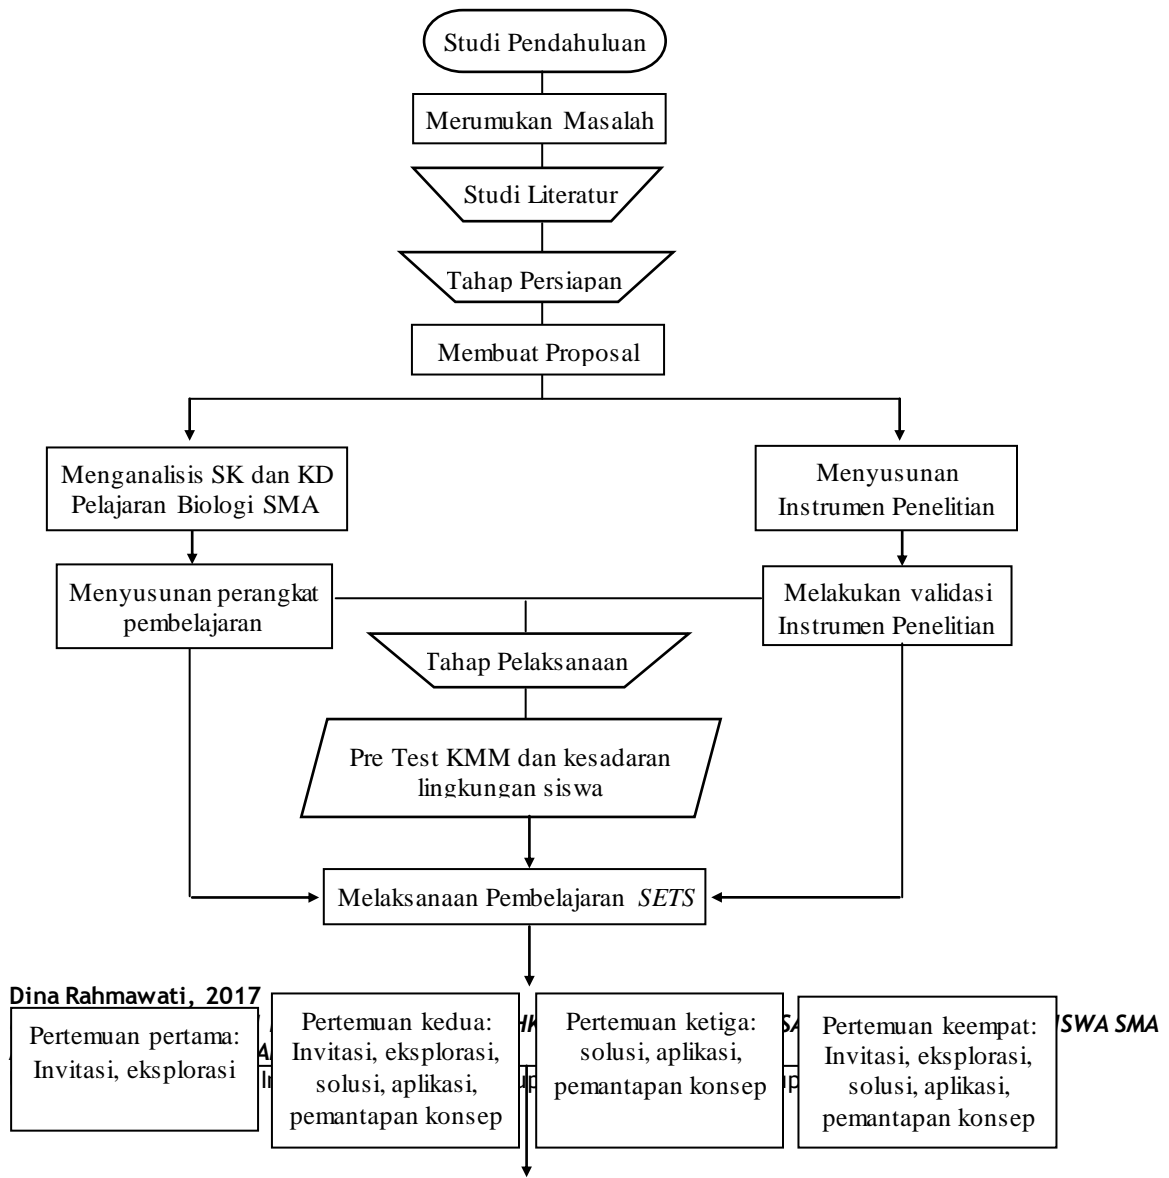 Studi Pendahuluan
Merumukan Masalah
Studi Literatur
Tahap Persiapan
Membuat Proposal
Menganalisis SK dan KD
Pelajaran Biologi SMA
Menyusunan
Instrumen Penelitian
Menyusunan perangkat
pembelajaran
Melakukan validasi
Instrumen Penelitian
Tahap Pelaksanaan
Pre Test KMM dan kesadaran
lingkungan siswa
Melaksanaan Pembelajaran SETS
Dina Rahmawati, 2017
SMA
Pertemuan pertama:
Invitasi, eksplorasi
Pertemuan kedua:
Invitasi, eksplorasi,
solusi, aplikasi,
pemantapan konsep
Pertemuan ketiga:
solusi, aplikasi,
pemantapan konsep
Pertemuan keempat:
Invitasi, eksplorasi,
solusi, aplikasi,
pemantapan konsep